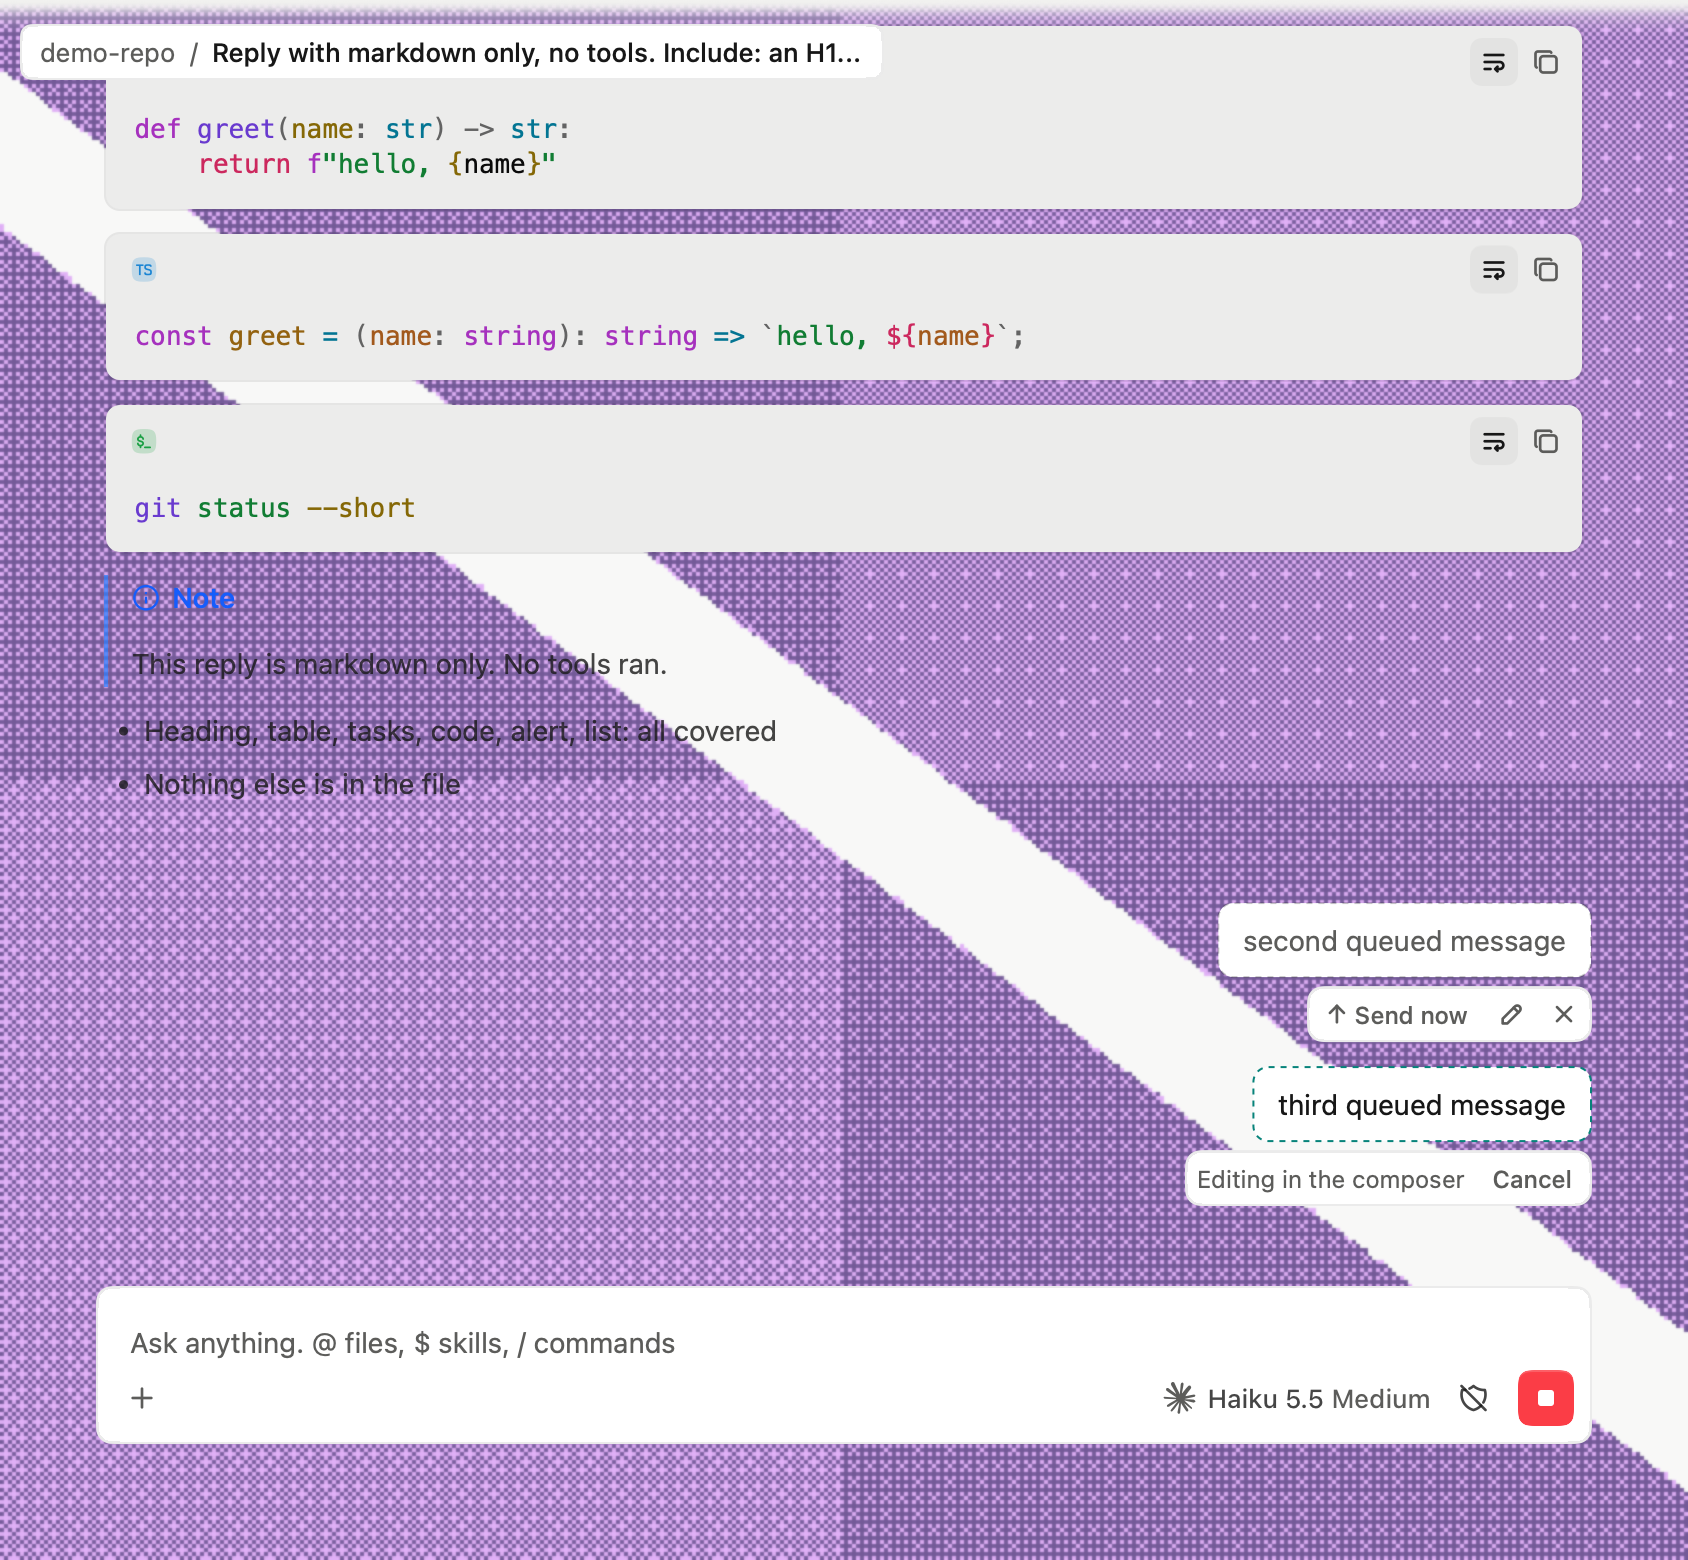 demo-repo / Reply with markdown only, no tools. Include: an H1...
def greet(name: str) -> str:
    return f"hello, {name}"
TS
const greet = (name: string): string => `hello, ${name}`;
$_
git status --short
Note
This reply is markdown only. No tools ran.
• Heading, table, tasks, code, alert, list: all covered
• Nothing else is in the file
second queued message
Send now
third queued message
Editing in the composer Cancel
Ask anything. @ files, $ skills, / commands
Haiku 5.5 Medium